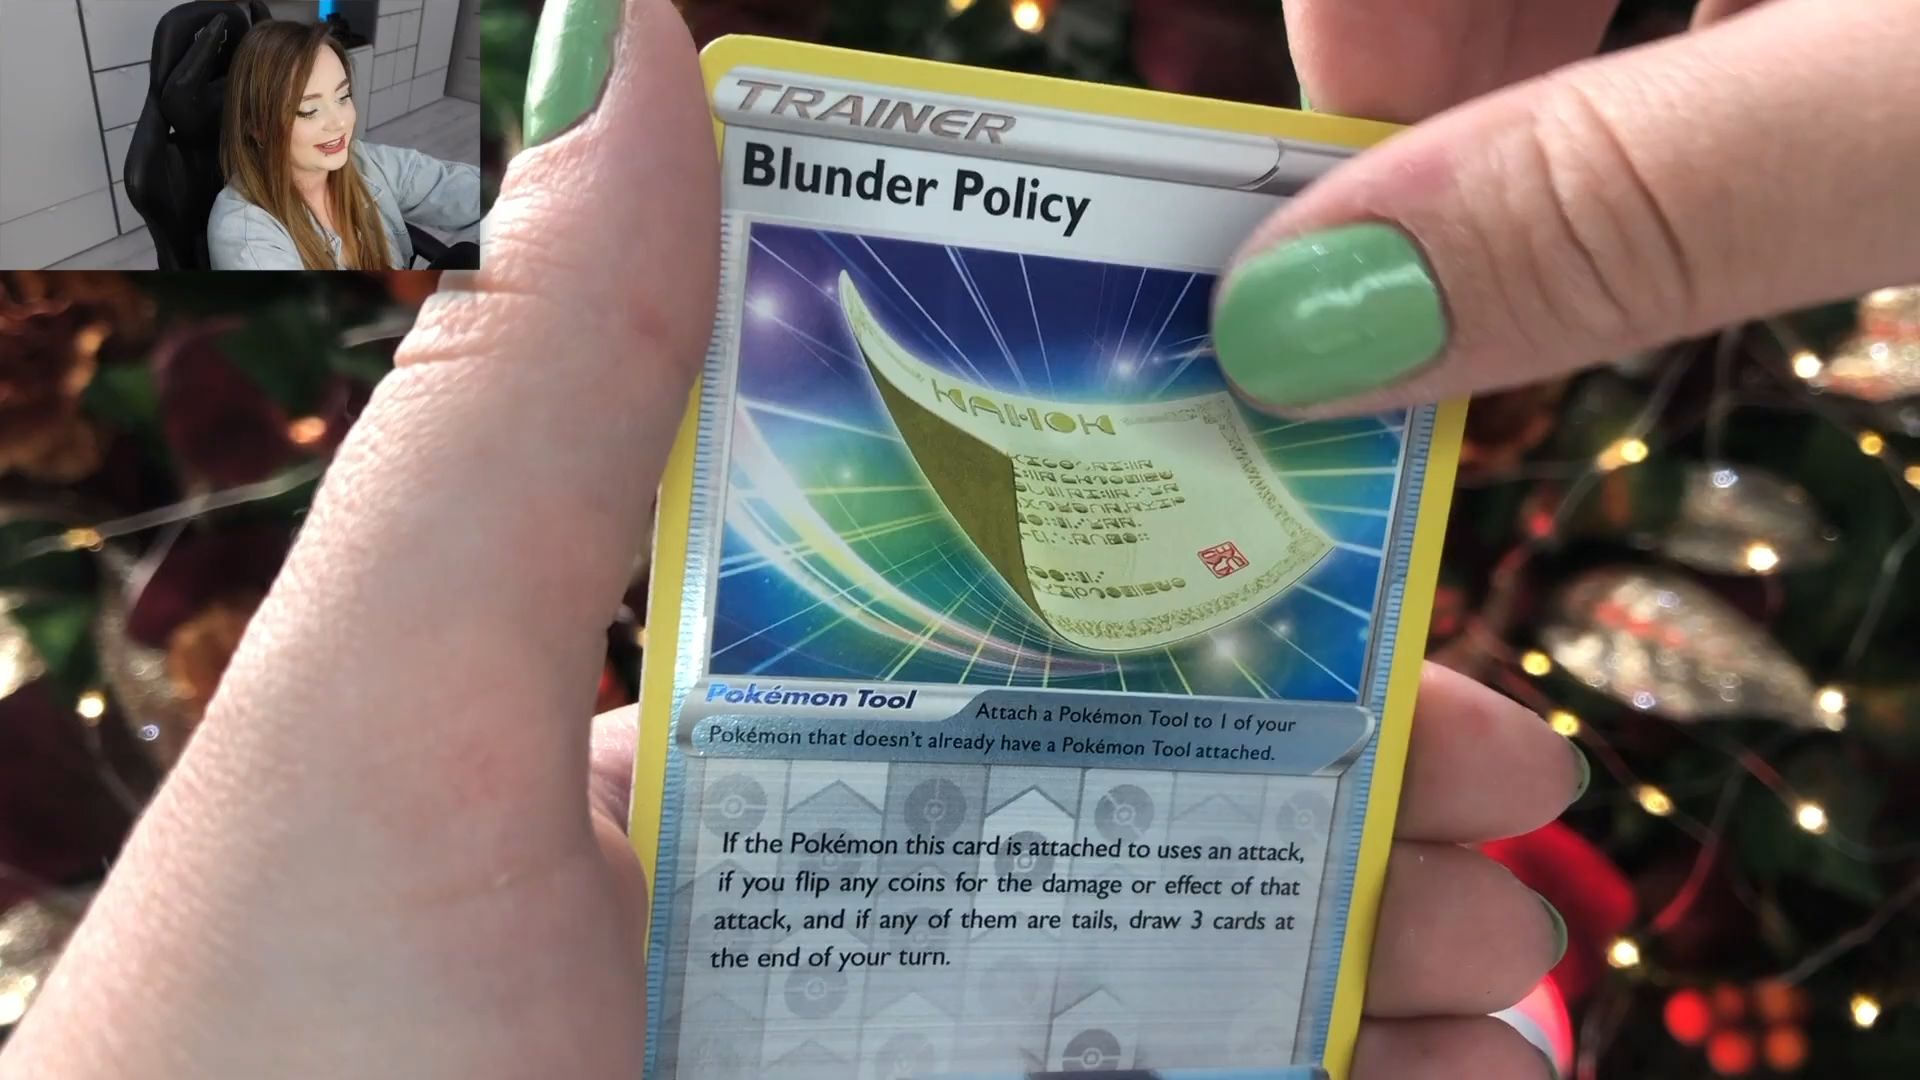 TRAINER
Blunder Policy
Pokémon Tool
Attach a Pokémon Tool to 1 of your
Pokémon that doesn't already have a Pokémon Tool attached.
If the Pokémon this card is attached to uses an attack,
if you flip any coins for the damage or effect of that
attack, and if any of them are tails, draw 3 cards at
the end of your turn.